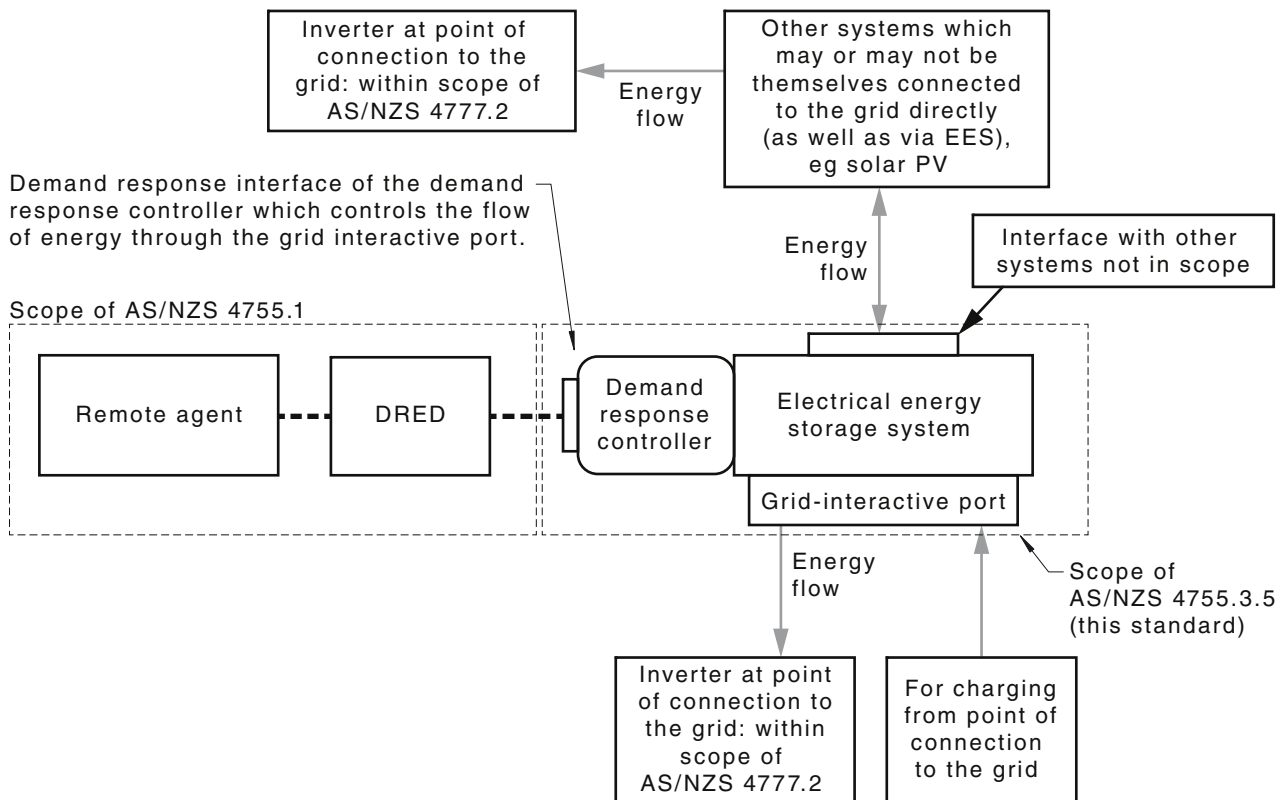 Inverter at point of
connection to the
grid: within scope of
AS/NZS 4777.2
Energy
flow
Other systems which
may or may not be
themselves connected
to the grid directly
(as well as via EES),
eg solar PV
Demand response interface of the demand
response controller which controls the flow
of energy through the grid interactive port.
Energy
flow
Interface with other
systems not in scope
Scope of AS/NZS 4755.1
Remote agent
DRED
Demand
response
controller
Electrical energy
storage system
Grid-interactive port
Energy
flow
Scope of
AS/NZS 4755.3.5
(this standard)
Inverter at point
of connection to
the grid: within
scope of
AS/NZS 4777.2
For charging
from point of
connection
to the grid